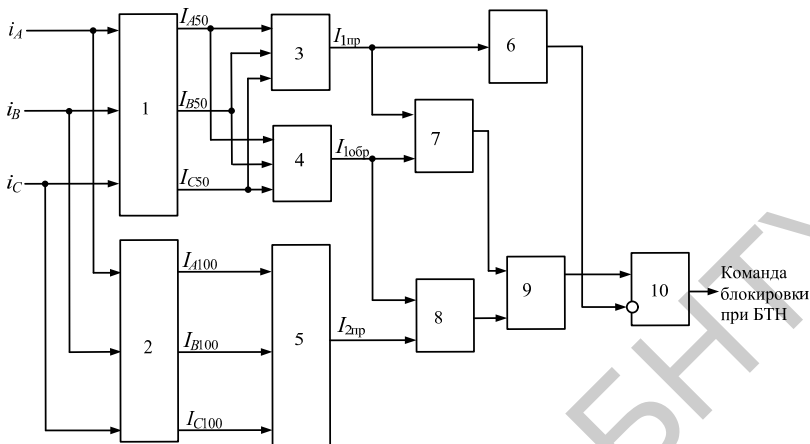 i_A
i_B
i_C
1
I_A50
I_B50
I_C50
3
I_1пр
4
I_1обр
6
7
2
I_A100
I_B100
I_C100
5
I_2пр
8
9
10
Команда
блокировки
при БТН
БНТУ